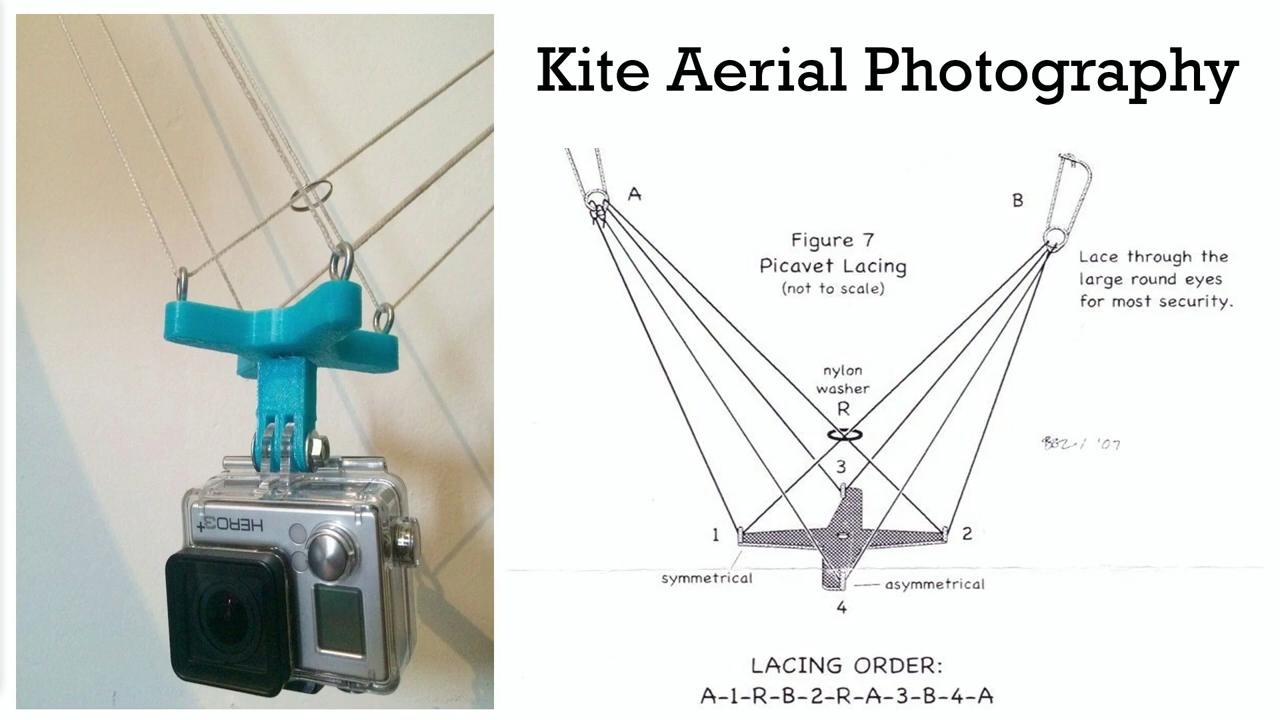 Kite Aerial Photography
A
B
Figure 7
Picavet Lacing
(not to scale)
Lace through the
large round eyes
for most security.
nylon
washer
R
'07
3
1
2
symmetrical
asymmetrical
4
LACING ORDER:
A-1-R-B-2-R-A-3-B-4-A
HERO3+